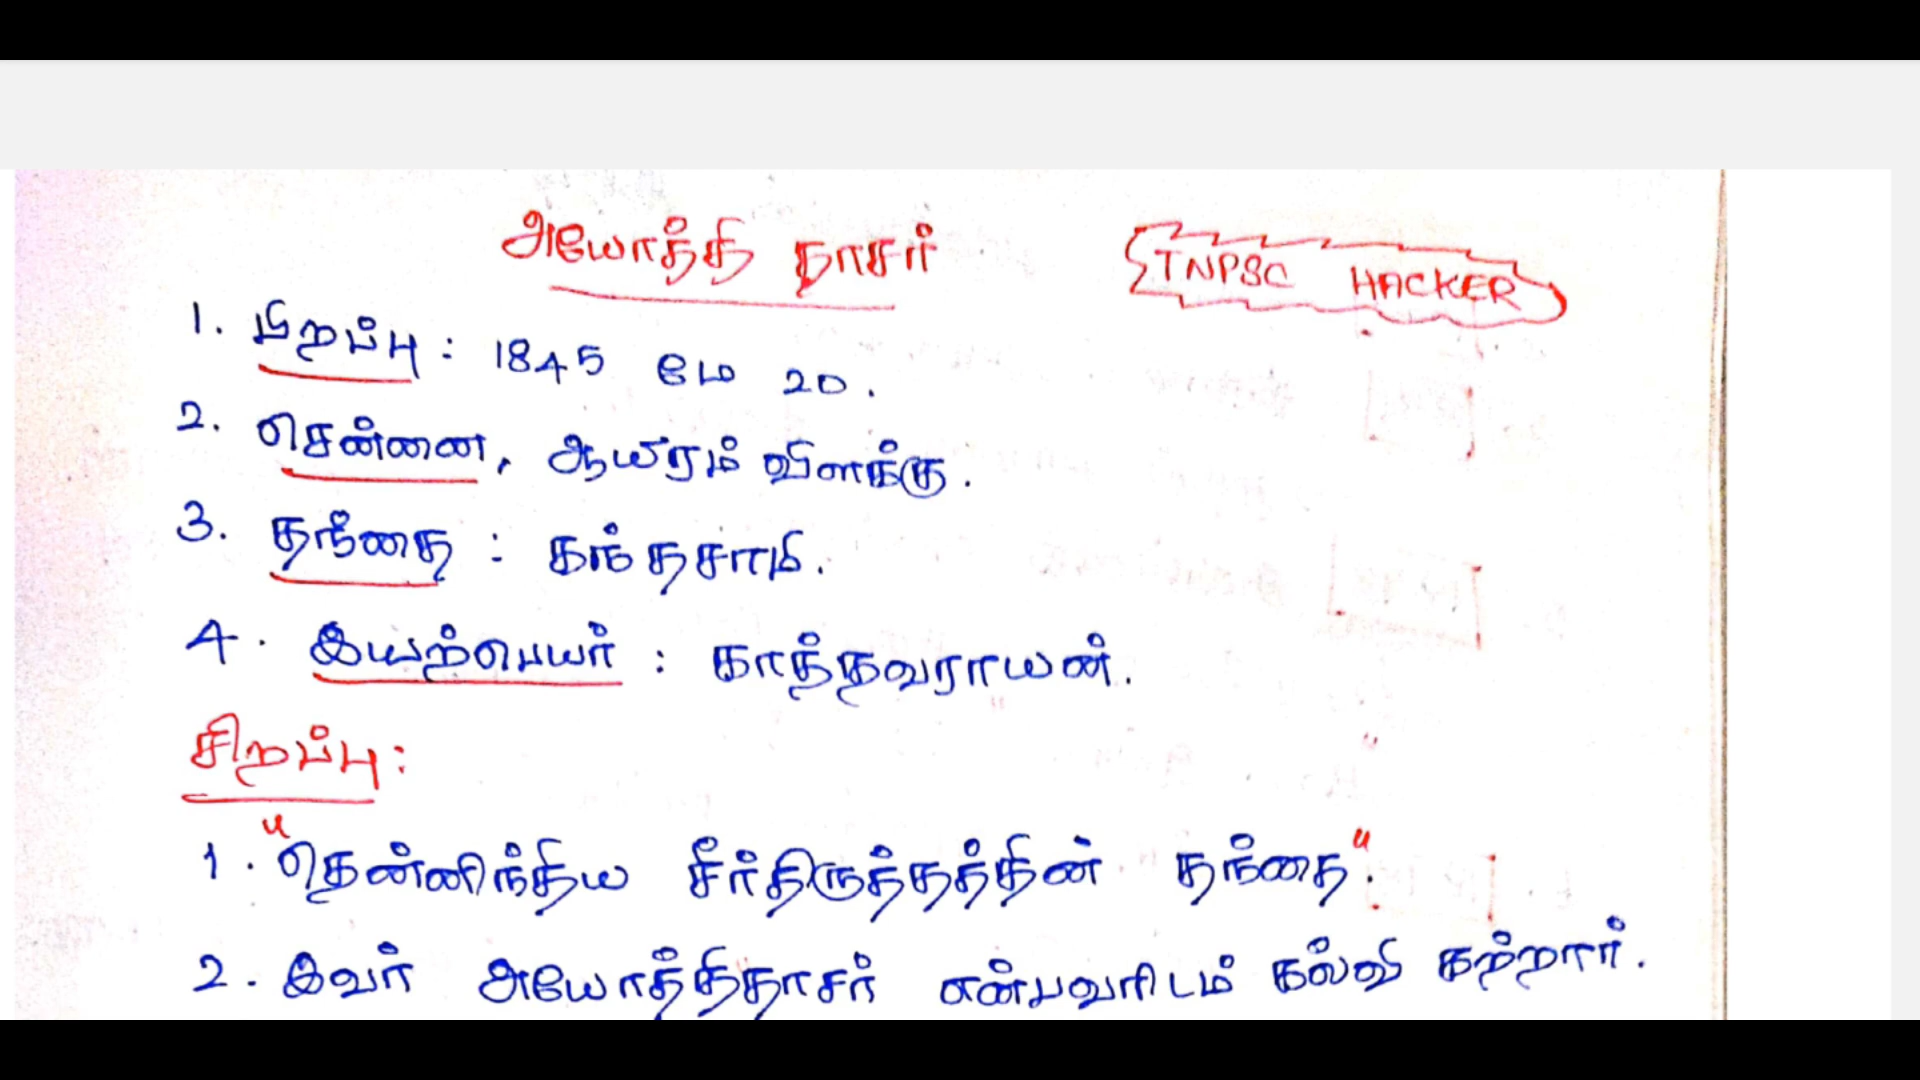 அயோத்தி தாசர்
TNPSC HACKER
1. பிறப்பு : 1845 மே 20.
2. சென்னை, ஆயிரம் விளக்கு.
3. தந்தை : கந்தசாமி.
4. இயற்பெயர் : காத்தவராயன்.
சிறப்பு :
1. "தென்னிந்திய சீர்திருத்தத்தின் தந்தை".
2. இவர் அயோத்திதாசர் என்பவரிடம் கல்வி கற்றார்.